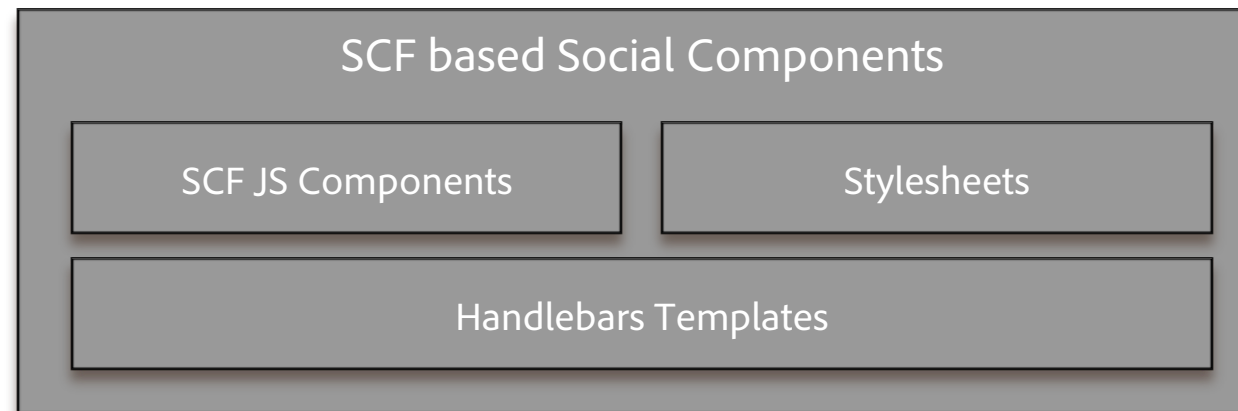 SCF based Social Components
SCF JS Components
Stylesheets
Handlebars Templates